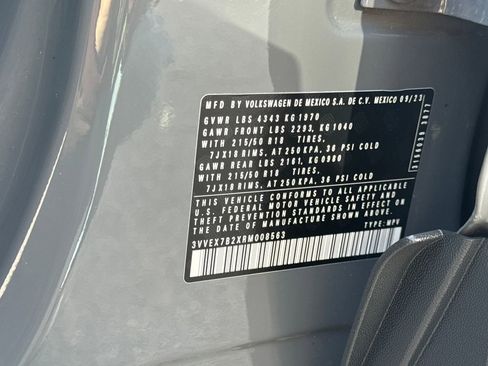 MFD BY VOLKSWAGEN DE MEXICO S.A. DE C.V. MEXICO 09/23
GVWR LBS 4343 KG 1970
GAWR FRONT LBS 2293, KG 1040
WITH 215/50 R18 TIRES,
7JX18 RIMS, AT 250 KPA, 36 PSI COLD
GAWR REAR LBS 2161, KG 0980
WITH 215/50 R18 TIRES,
7JX18 RIMS, AT 250 KPA, 36 PSI COLD
THIS VEHICLE CONFORMS TO ALL APPLICABLE
U.S. FEDERAL MOTOR VEHICLE SAFETY AND
THEFT PREVENTION STANDARDS IN EFFECT ON
THE DATE OF MANUFACTURE SHOWN ABOVE.
3VVEX7B2XRM008563 TYPE: MPV